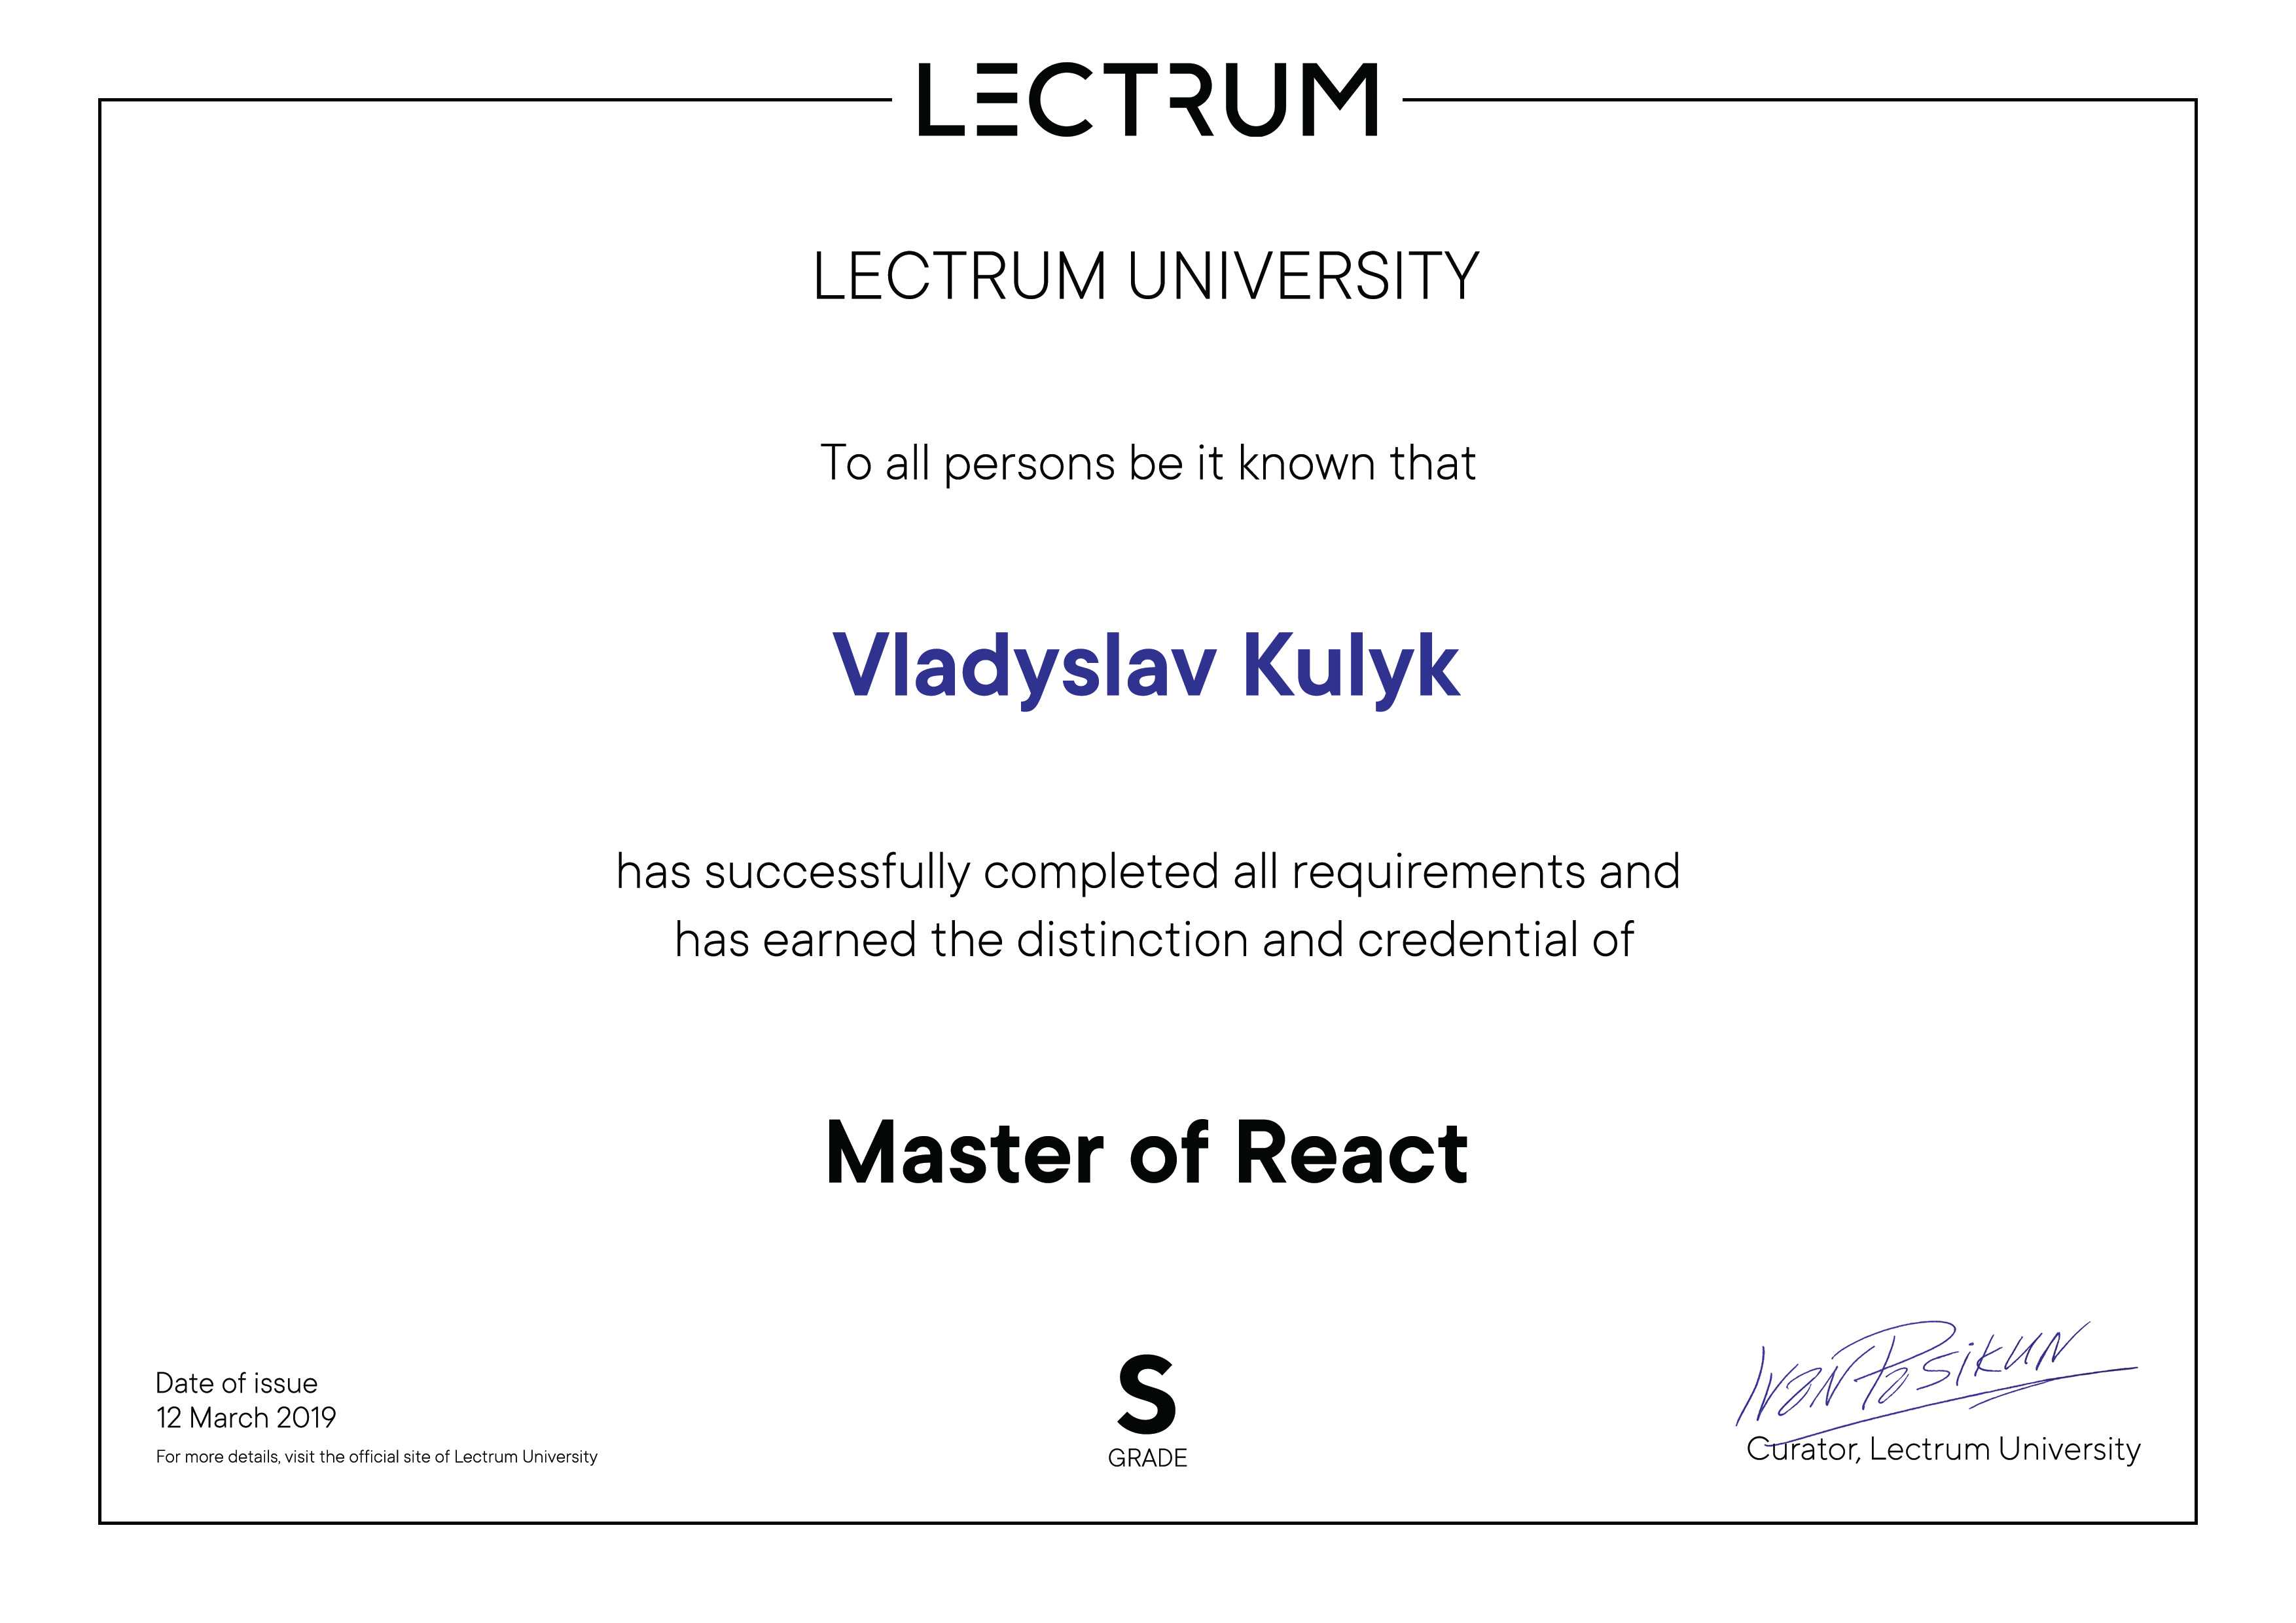 LECTRUM
LECTRUM UNIVERSITY
To all persons be it known that
Vladyslav Kulyk
has successfully completed all requirements and
has earned the distinction and credential of
Master of React
Date of issue
12 March 2019
For more details, visit the official site of Lectrum University
S
GRADE
Ivan Pasikun
Curator, Lectrum University